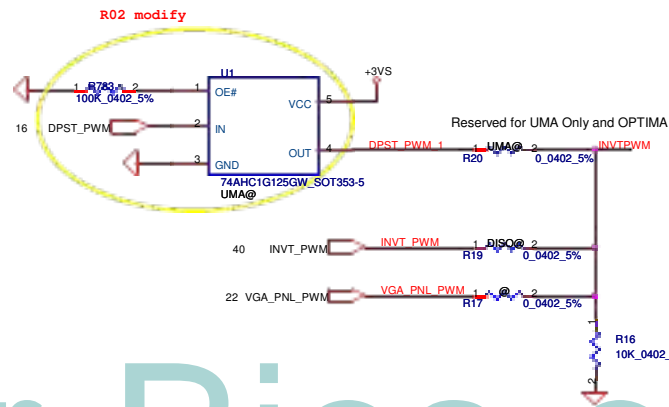 R02 modify
U1
+3VS
1 R783 2
100K_0402_5%
1 OE#
VCC 5
16 DPST_PWM 2 IN
Reserved for UMA Only and OPTIMA
OUT 4 DPST_PWM_1 1 UMA@ 2 INVTPWM
R20 0_0402_5%
3 GND
74AHC1G125GW_SOT353-5
UMA@
40 INVT_PWM INVT_PWM 1 DISO@ 2
R19 0_0402_5%
22 VGA_PNL_PWM VGA_PNL_PWM 1 @ 2
R17 0_0402_5%
1
R16
10K_0402_
2